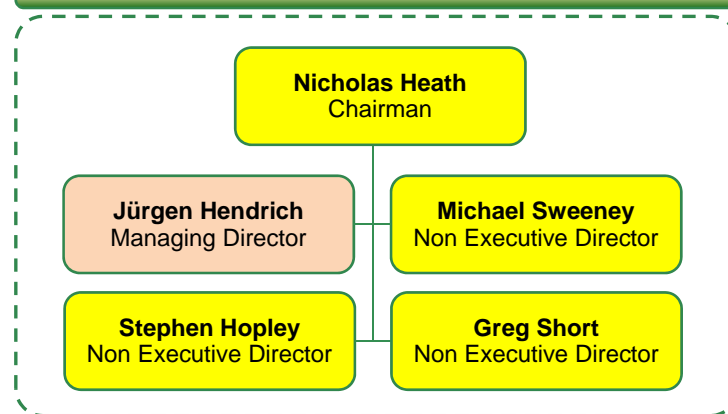 Nicholas Heath
Chairman
Jürgen Hendrich
Managing Director
Michael Sweeney
Non Executive Director
Stephen Hopley
Non Executive Director
Greg Short
Non Executive Director